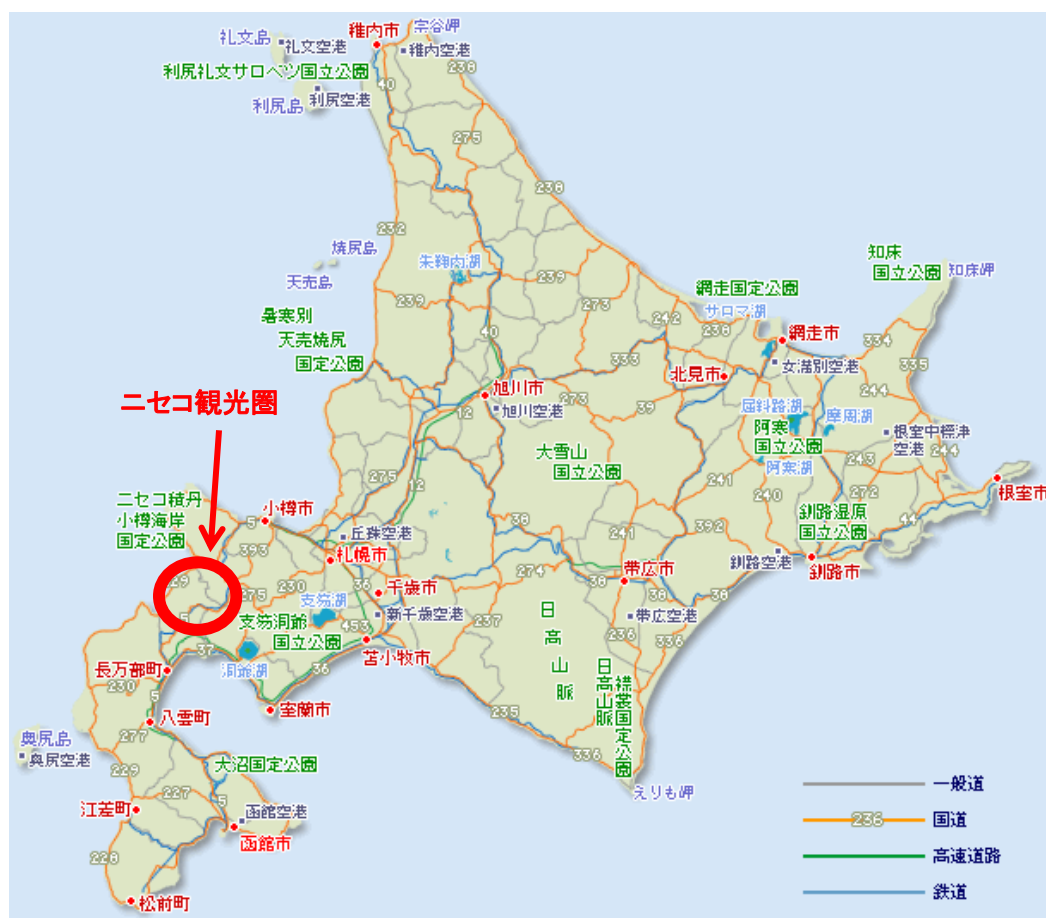 宗谷岬
稚内市
礼文島
礼文空港
稚内空港
利尻礼文サロベツ国立公園
238
40
利尻島
利尻空港
275
238
232
焼尻島
天売島
朱鞠内湖
239
239
知床
国立公園
知床岬
網走国定公園
サロマ湖
273
242
238
暑寒別
天売焼尻
国定公園
40
網走市
334
333
女満別空港
335
北見市
旭川市
ニセコ観光圏
244
273
39
12
旭川空港
屈斜路湖
摩周湖
阿寒
国立公園
根室中標津
空港
244
大雪山
国立公園
阿寒湖
243
275
12
241
240
272
根室市
ニセコ積丹
小樽海岸
国定公園
小樽市
釧路湿原
国立公園
44
5
38
392
丘珠空港
241
393
札幌市
釧路空港
釧路市
274
帯広市
29
275
230
36
千歳市
38
38
支笏湖
新千歳空港
帯広空港
5
支笏洞爺
国立公園
453
237
日高山脈
236
336
37
苫小牧市
洞爺湖
36
長万部町
日高山脈
襟裳国定公園
230
5
室蘭市
235
八雲町
奥尻島
277
336
奥尻空港
229
大沼国定公園
えりも岬
一般道
227
5
江差町
函館空港
236
国道
函館市
228
高速道路
松前町
鉄道